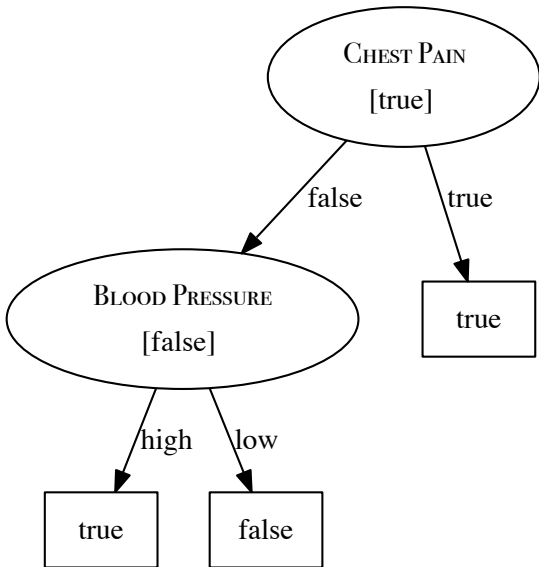 CHEST PAIN
[true]
false
true
BLOOD PRESSURE
[false]
true
high
low
true
false